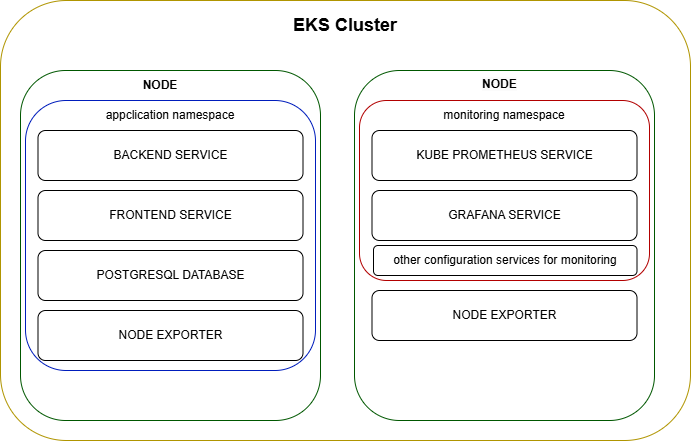 EKS Cluster
NODE
appclication namespace
BACKEND SERVICE
FRONTEND SERVICE
POSTGRESQL DATABASE
NODE EXPORTER
NODE
monitoring namespace
KUBE PROMETHEUS SERVICE
GRAFANA SERVICE
other configuration services for monitoring
NODE EXPORTER